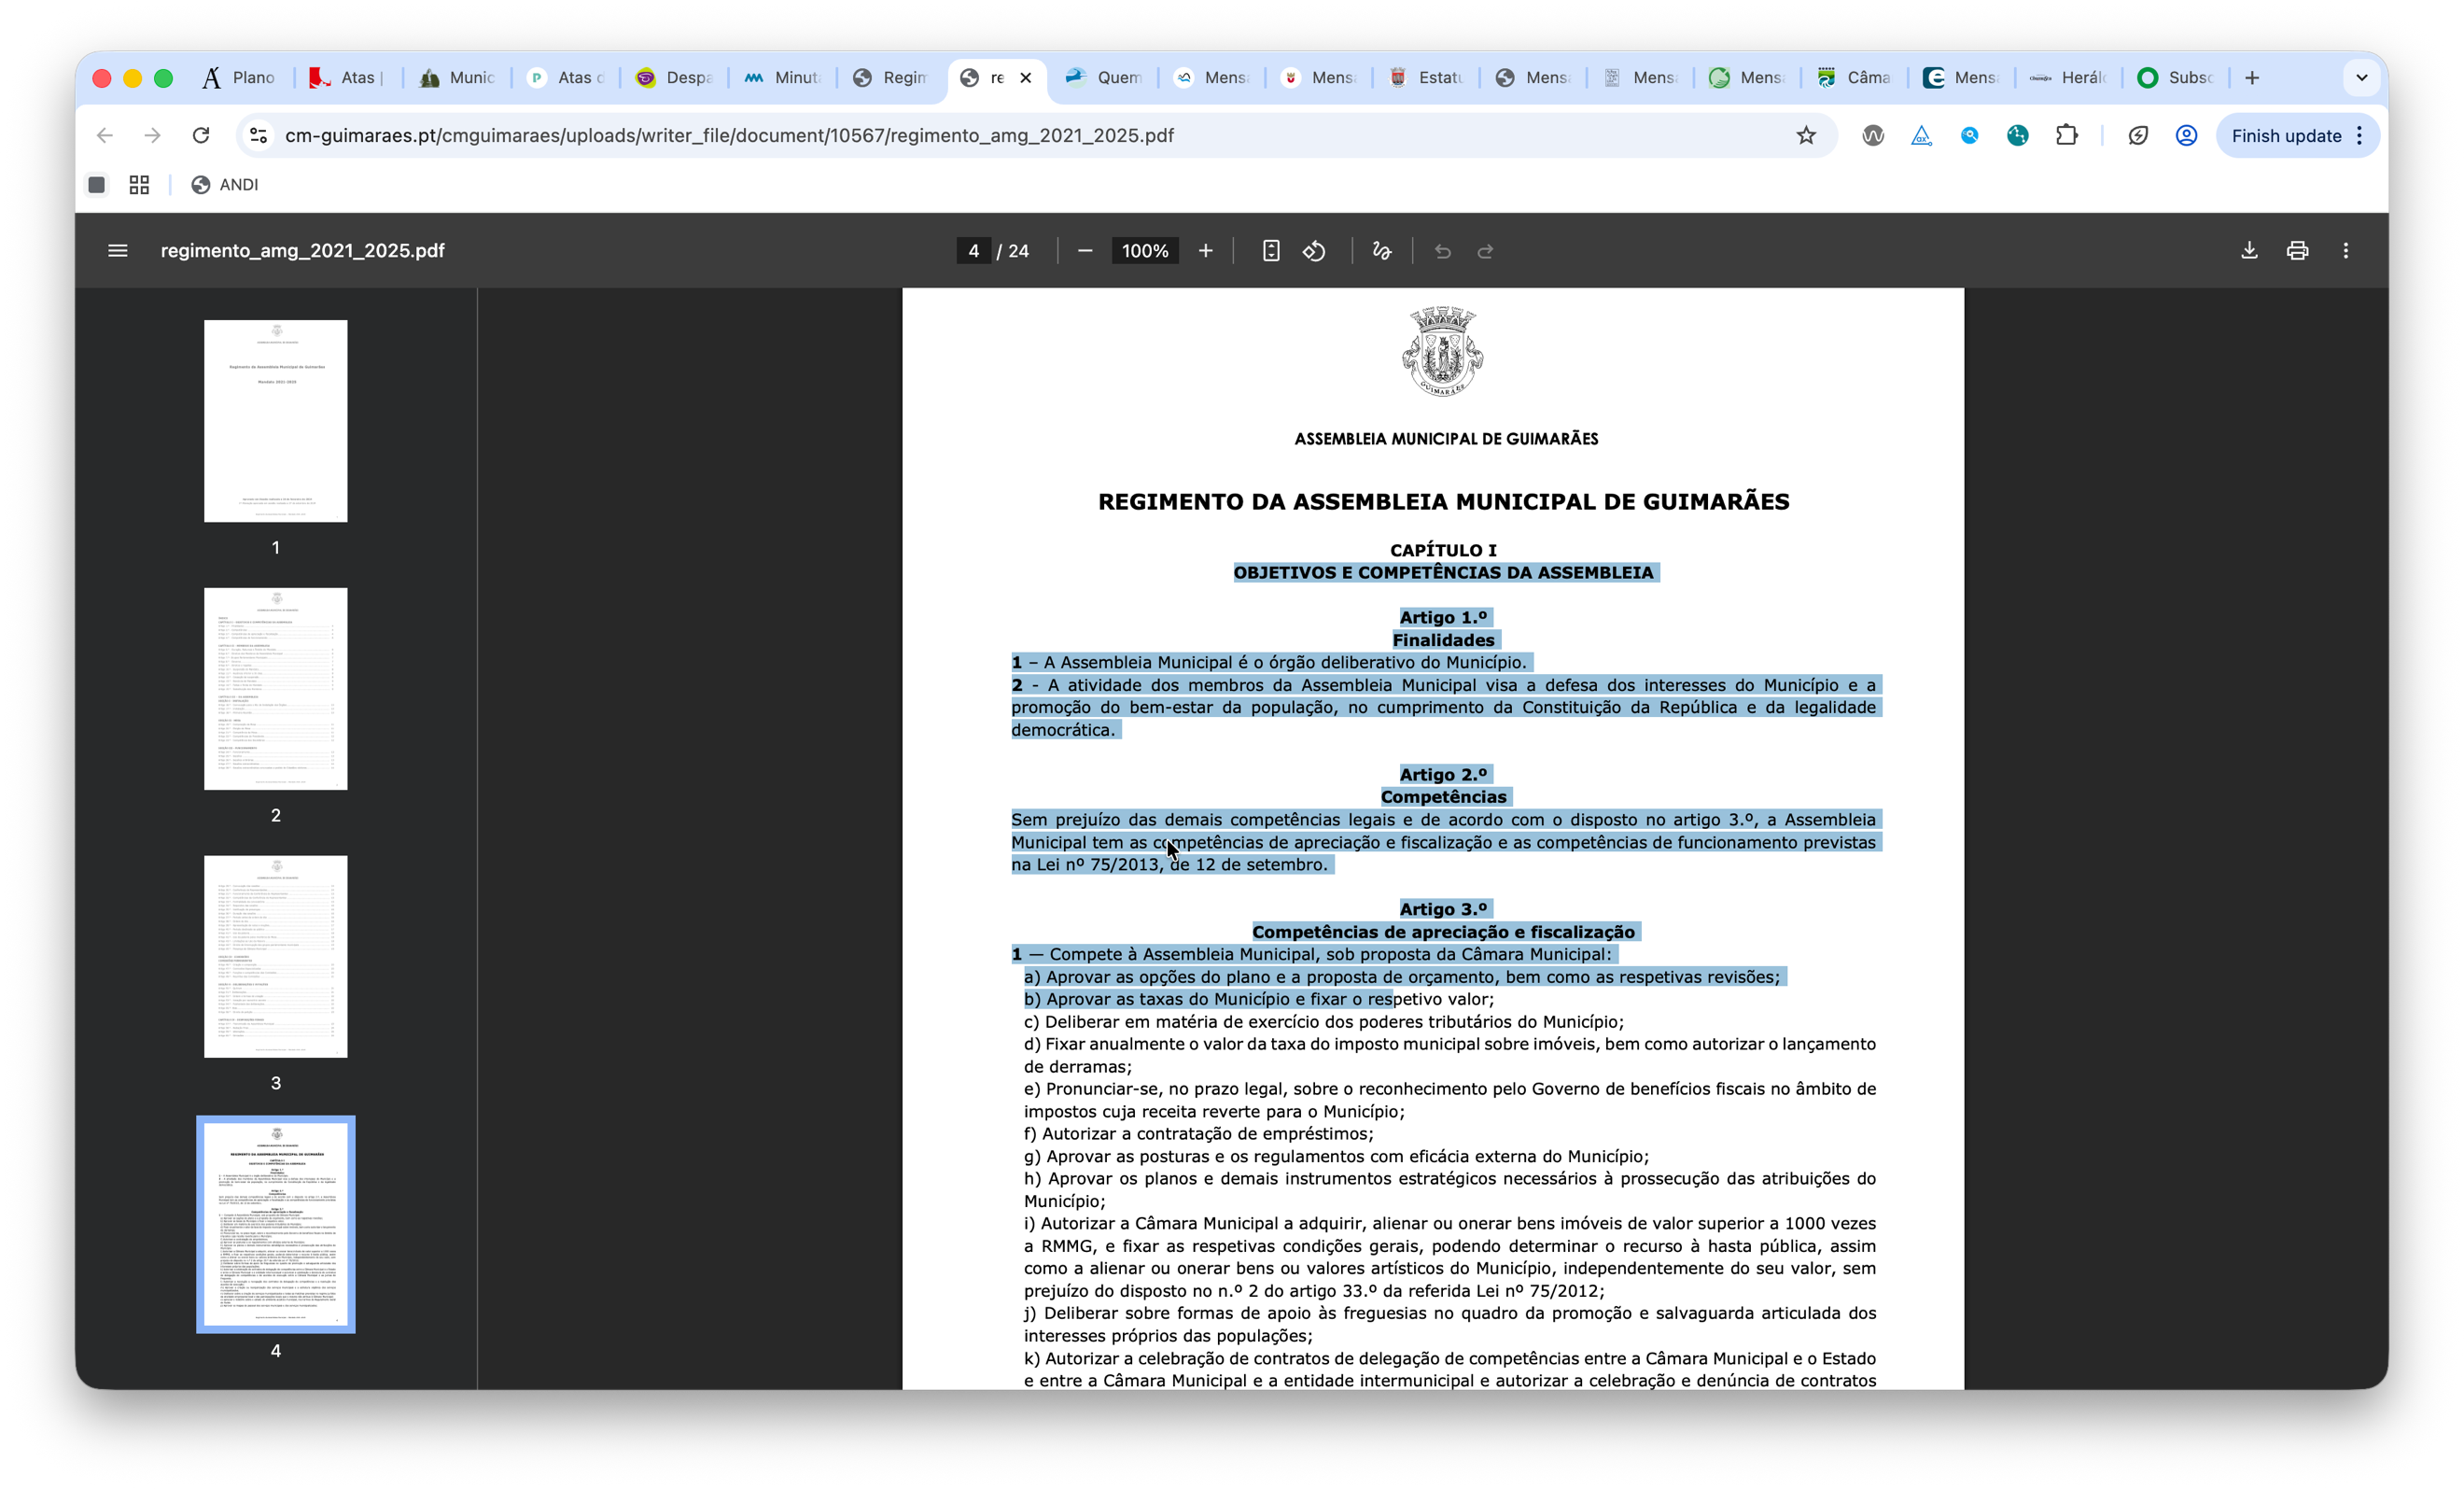 Plano
Atas |
Munic
Atas d
Despa
Minut
Regim
re
Quem
Mensa
Mensa
Estatu
Mensa
Mensa
Mensa
Câma
Mensa
Herál
Subsc
cm-guimaraes.pt/cmguimaraes/uploads/writer_file/document/10567/regimento_amg_2021_2025.pdf
Finish update
ANDI
regimento_amg_2021_2025.pdf
4 / 24
100%
Regimento da Assembleia Municipal de Guimarães
Mandato 2021-2025
1
2
3
4
GUIMARÃES
ASSEMBLEIA MUNICIPAL DE GUIMARÃES
REGIMENTO DA ASSEMBLEIA MUNICIPAL DE GUIMARÃES
CAPÍTULO I
OBJETIVOS E COMPETÊNCIAS DA ASSEMBLEIA
Artigo 1.º
Finalidades
1 – A Assembleia Municipal é o órgão deliberativo do Município.
2 - A atividade dos membros da Assembleia Municipal visa a defesa dos interesses do Município e a
promoção do bem-estar da população, no cumprimento da Constituição da República e da legalidade
democrática.
Artigo 2.º
Competências
Sem prejuízo das demais competências legais e de acordo com o disposto no artigo 3.º, a Assembleia
Municipal tem as competências de apreciação e fiscalização e as competências de funcionamento previstas
na Lei nº 75/2013, de 12 de setembro.
Artigo 3.º
Competências de apreciação e fiscalização
1 — Compete à Assembleia Municipal, sob proposta da Câmara Municipal:
a) Aprovar as opções do plano e a proposta de orçamento, bem como as respetivas revisões;
b) Aprovar as taxas do Município e fixar o respetivo valor;
c) Deliberar em matéria de exercício dos poderes tributários do Município;
d) Fixar anualmente o valor da taxa do imposto municipal sobre imóveis, bem como autorizar o lançamento
de derramas;
e) Pronunciar-se, no prazo legal, sobre o reconhecimento pelo Governo de benefícios fiscais no âmbito de
impostos cuja receita reverte para o Município;
f) Autorizar a contratação de empréstimos;
g) Aprovar as posturas e os regulamentos com eficácia externa do Município;
h) Aprovar os planos e demais instrumentos estratégicos necessários à prossecução das atribuições do
Município;
i) Autorizar a Câmara Municipal a adquirir, alienar ou onerar bens imóveis de valor superior a 1000 vezes
a RMMG, e fixar as respetivas condições gerais, podendo determinar o recurso à hasta pública, assim
como a alienar ou onerar bens ou valores artísticos do Município, independentemente do seu valor, sem
prejuízo do disposto no n.º 2 do artigo 33.º da referida Lei nº 75/2012;
j) Deliberar sobre formas de apoio às freguesias no quadro da promoção e salvaguarda articulada dos
interesses próprios das populações;
k) Autorizar a celebração de contratos de delegação de competências entre a Câmara Municipal e o Estado
e entre a Câmara Municipal e a entidade intermunicipal e autorizar a celebração e denúncia de contratos